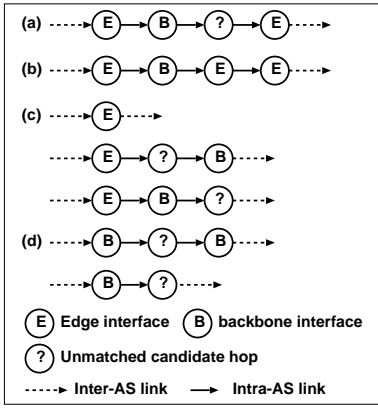 (a) E B ? E
(b) E B E E
(c) E
E ? B
E B ?
(d) B ? B
B ?
E Edge interface B backbone interface
? Unmatched candidate hop
Inter-AS link Intra-AS link